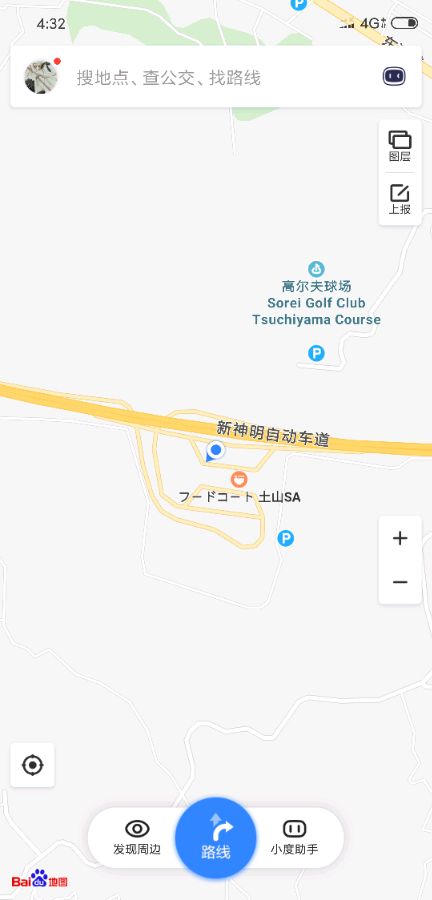 4:32
4G
搜地点、查公交、找路线
图层
上报
高尔夫球场
Sorei Golf Club
Tsuchiyama Course
P
P
新神明自动车道
フードコート 土山SA
P
发现周边
路线
小度助手
Bai du 地图